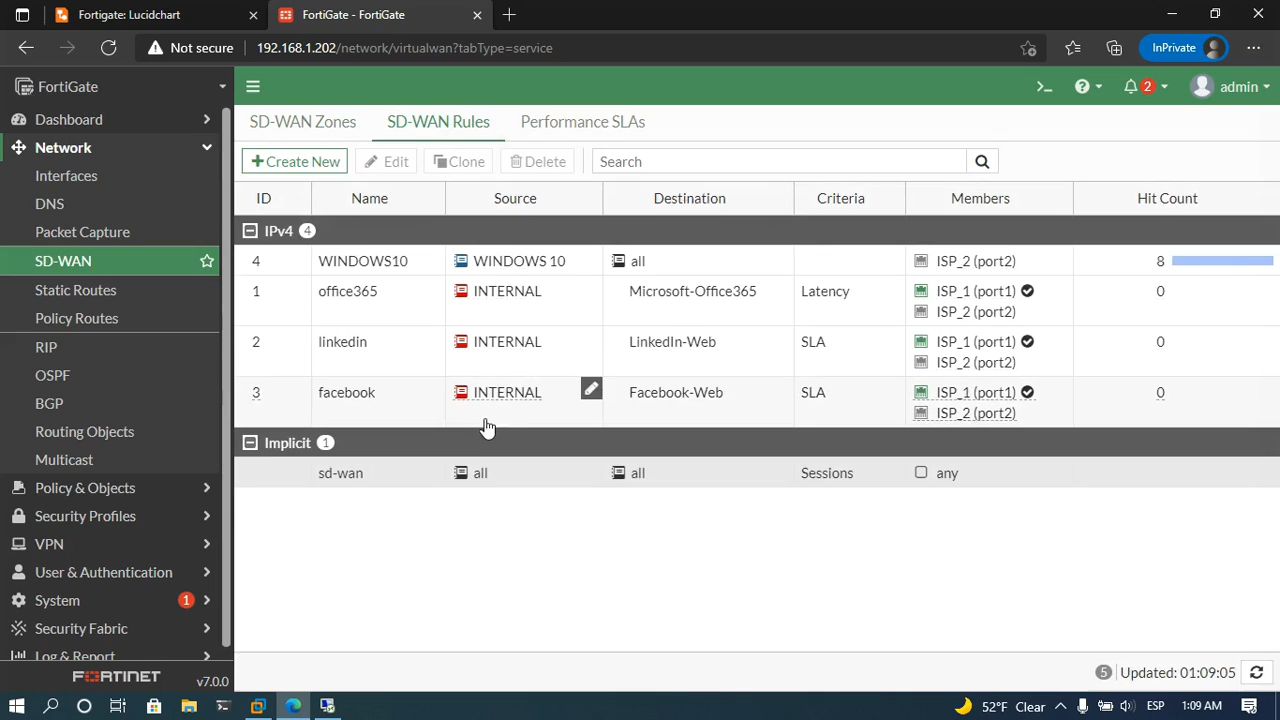 Fortigate: Lucidchart
FortiGate - FortiGate
Not secure
192.168.1.202/network/virtualwan?tabType=service
InPrivate
FortiGate
2
admin
Dashboard
Network
Interfaces
DNS
Packet Capture
SD-WAN
Static Routes
Policy Routes
RIP
OSPF
BGP
Routing Objects
Multicast
Policy & Objects
Security Profiles
VPN
User & Authentication
System 1
Security Fabric
Log & Report
FORTINET v7.0.0
SD-WAN Zones SD-WAN Rules Performance SLAs
+ Create New Edit Clone Delete Search
ID Name Source Destination Criteria Members Hit Count
IPv4 4
4 WINDOWS10 WINDOWS 10 all ISP_2 (port2) 8
1 office365 INTERNAL Microsoft-Office365 Latency ISP_1 (port1) 0
ISP_2 (port2)
2 linkedin INTERNAL LinkedIn-Web SLA ISP_1 (port1) 0
ISP_2 (port2)
3 facebook INTERNAL Facebook-Web SLA ISP_1 (port1) 0
ISP_2 (port2)
Implicit 1
sd-wan all all Sessions any
5 Updated: 01:09:05
52°F Clear ESP 1:09 AM